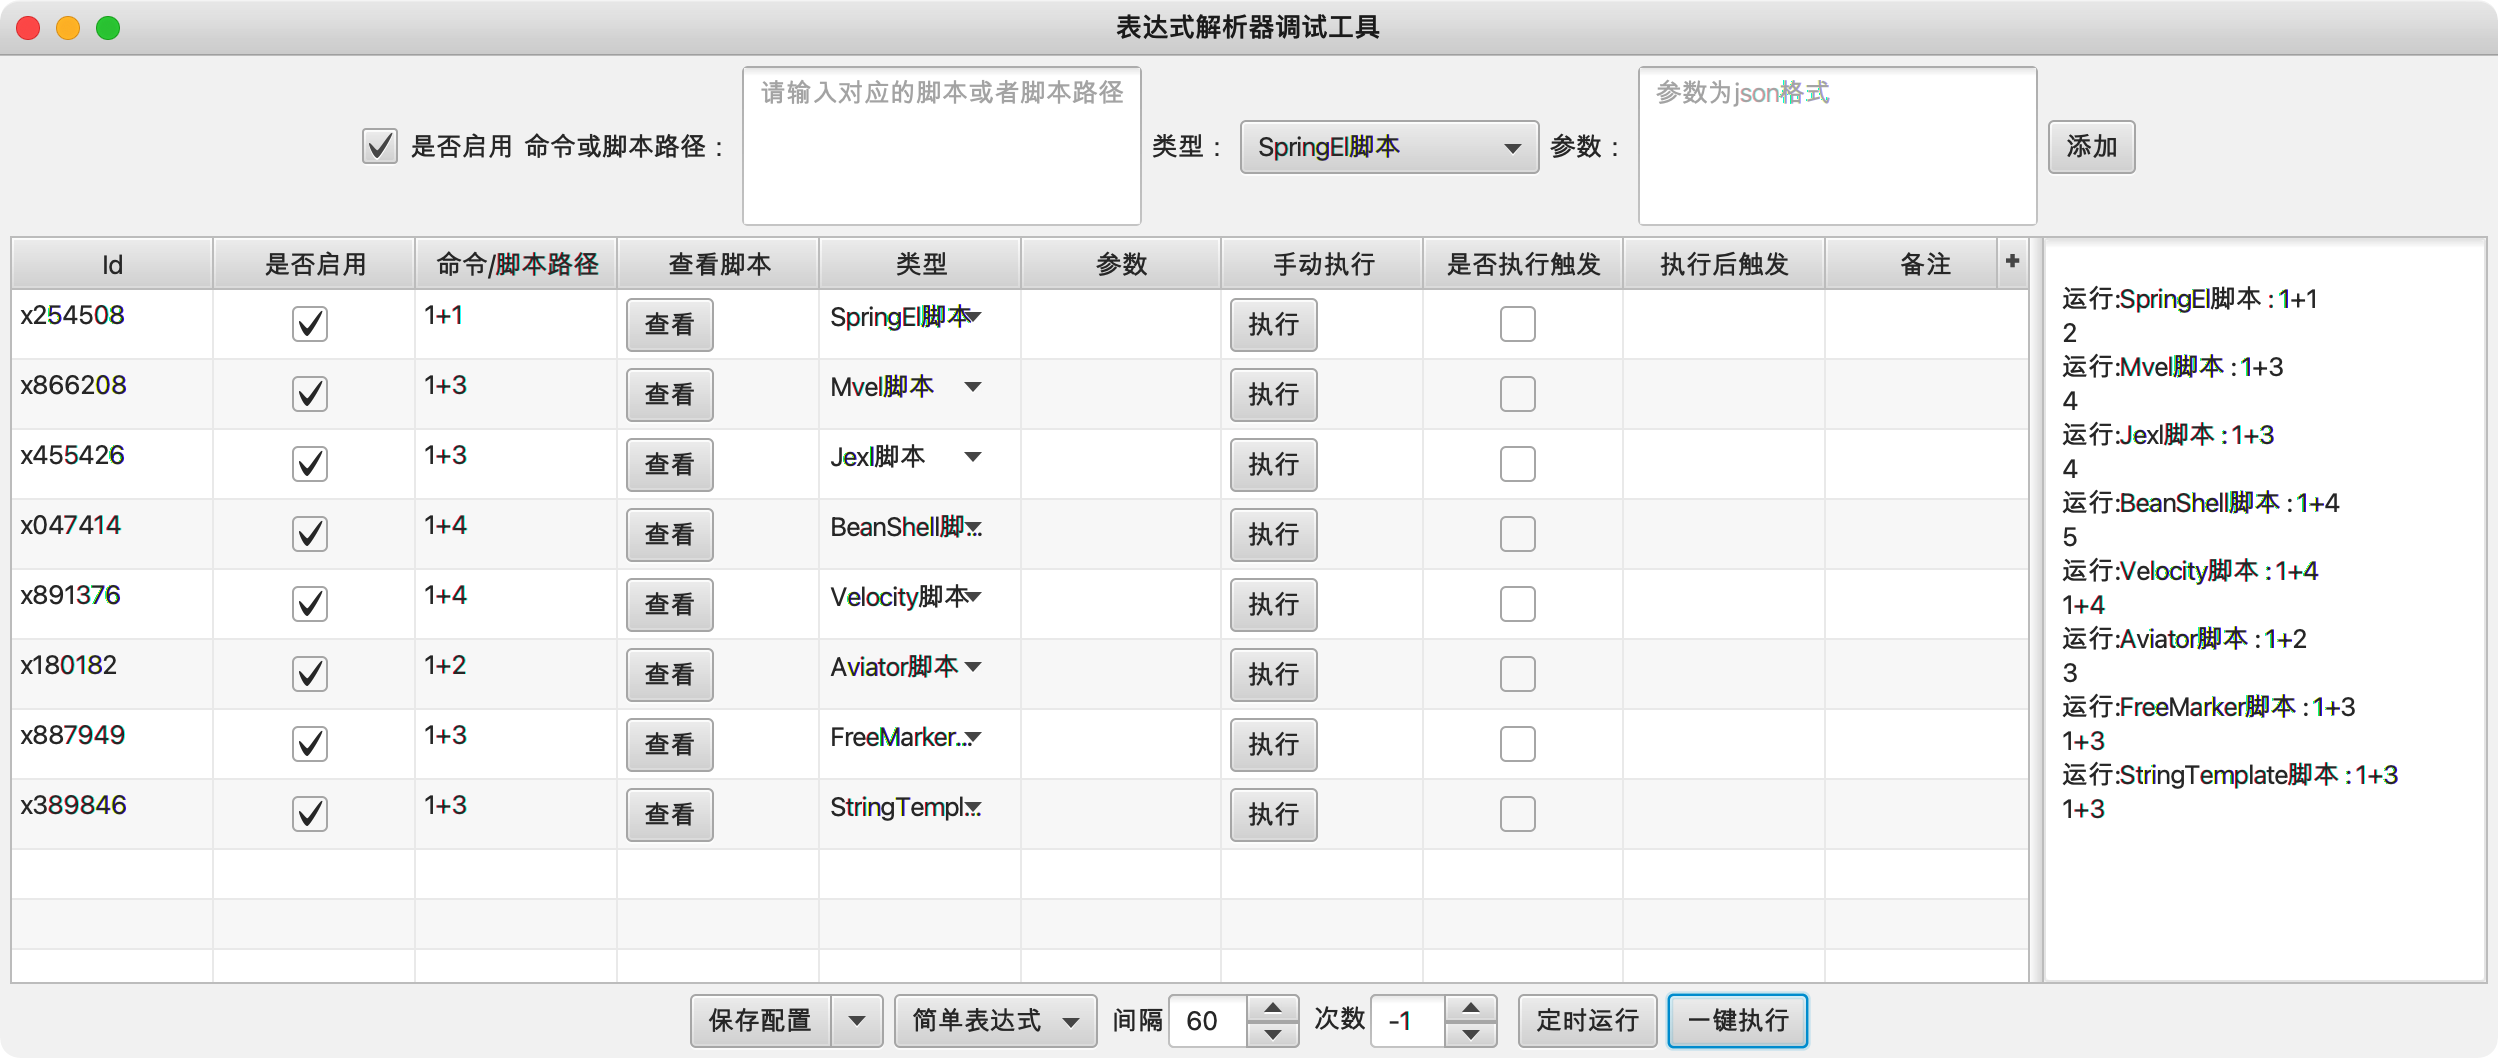 表达式解析器调试工具
是否启用 命令或脚本路径： 请输入对应的脚本或者脚本路径 类型： SpringEl脚本 参数： 参数为json格式 添加
Id 是否启用 命令/脚本路径 查看脚本 类型 参数 手动执行 是否执行触发 执行后触发 备注 +
x254508 1+1 查看 SpringEl脚本 执行
x866208 1+3 查看 Mvel脚本 执行
x455426 1+3 查看 Jexl脚本 执行
x047414 1+4 查看 BeanShell脚... 执行
x891376 1+4 查看 Velocity脚本 执行
x180182 1+2 查看 Aviator脚本 执行
x887949 1+3 查看 FreeMarker... 执行
x389846 1+3 查看 StringTempl... 执行
运行:SpringEl脚本 : 1+1
2
运行:Mvel脚本 : 1+3
4
运行:Jexl脚本 : 1+3
4
运行:BeanShell脚本 : 1+4
5
运行:Velocity脚本 : 1+4
1+4
运行:Aviator脚本 : 1+2
3
运行:FreeMarker脚本 : 1+3
1+3
运行:StringTemplate脚本 : 1+3
1+3
保存配置 简单表达式 间隔 60 次数 -1 定时运行 一键执行